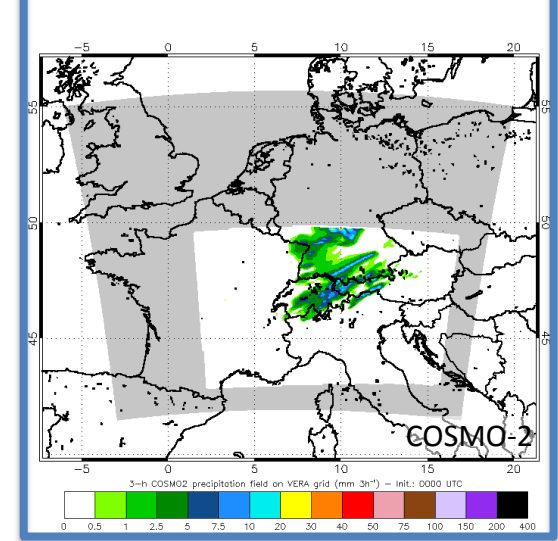 −5 0 5 10 15 20
55 55
50 50
45 45
COSMO-2
−5 0 5 10 15 20
3−h COSMO2 precipitation field on VERA grid (mm 3h⁻¹) − Init.: 0000 UTC
0 0.5 1 2.5 5 7.5 10 20 30 40 50 75 100 150 200 400